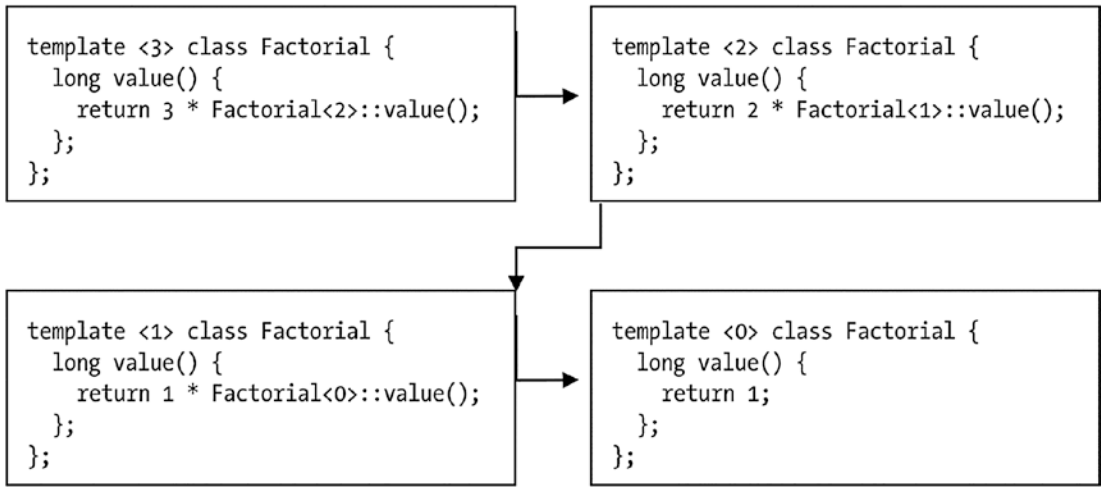 template <3> class Factorial {
long value() {
return 3 * Factorial<2>::value();
};
};
template <2> class Factorial {
long value() {
return 2 * Factorial<1>::value();
};
};
template <1> class Factorial {
long value() {
return 1 * Factorial<0>::value();
};
};
template <0> class Factorial {
long value() {
return 1;
};
};